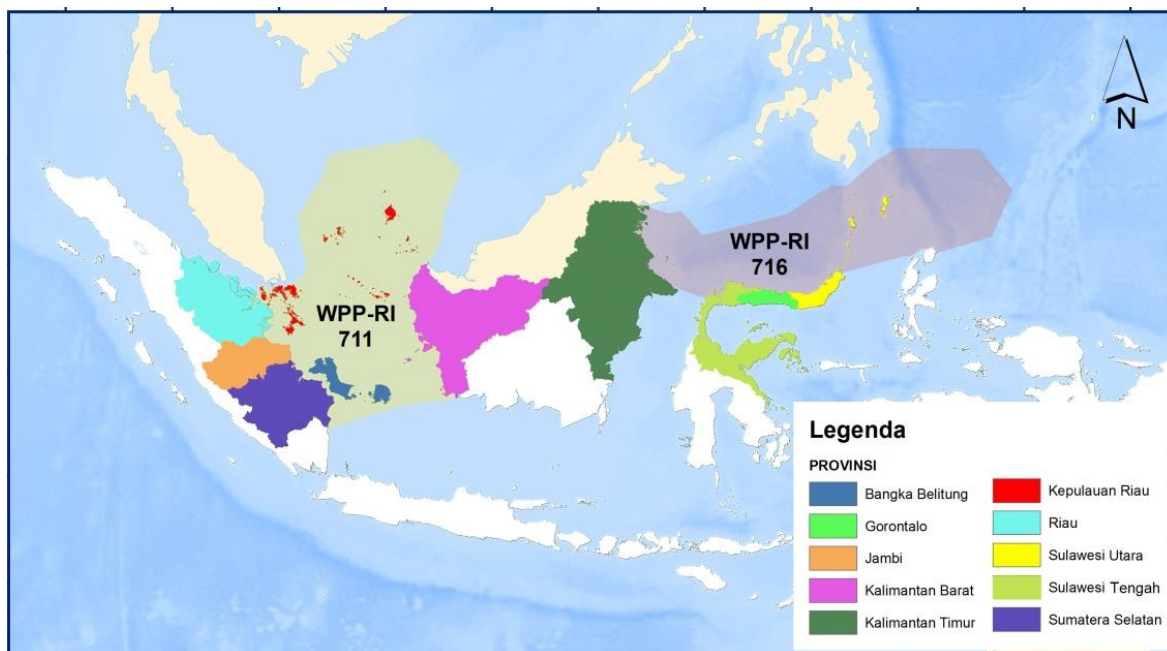 N
WPP-RI
711
WPP-RI
716
Legenda
PROVINSI
Bangka Belitung
Gorontalo
Jambi
Kalimantan Barat
Kalimantan Timur
Kepulauan Riau
Riau
Sulawesi Utara
Sulawesi Tengah
Sumatera Selatan